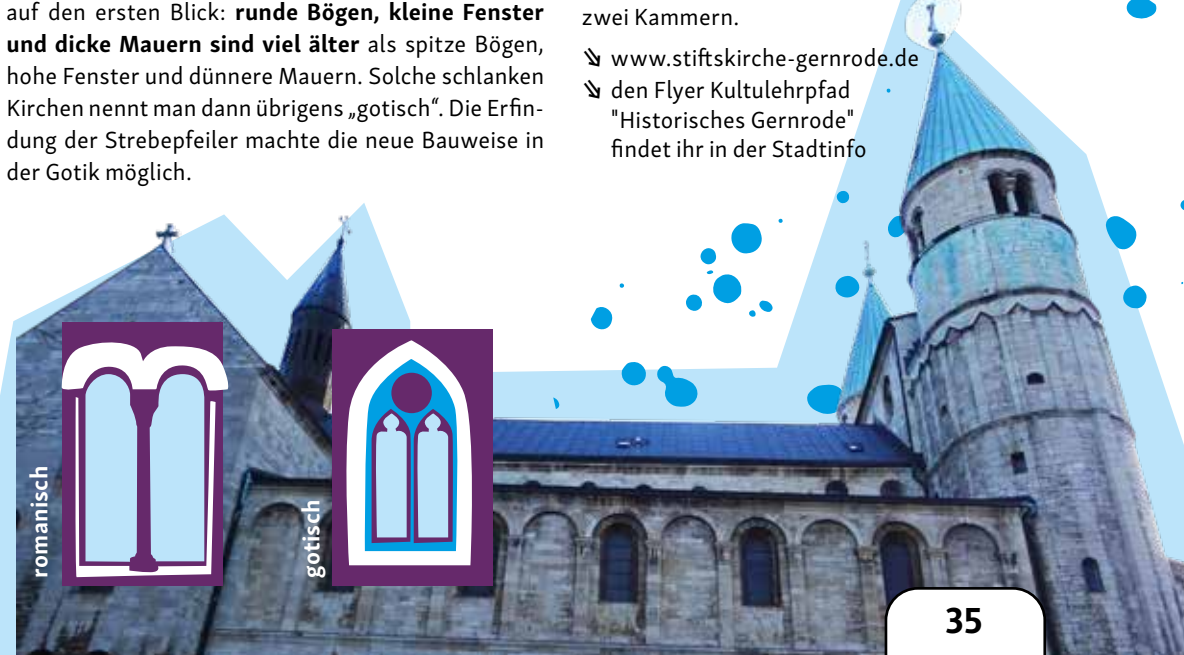 auf den ersten Blick: runde Bögen, kleine Fenster
und dicke Mauern sind viel älter als spitze Bögen,
hohe Fenster und dünnere Mauern. Solche schlanken
Kirchen nennt man dann übrigens „gotisch“. Die Erfin-
dung der Strebepfeiler machte die neue Bauweise in
der Gotik möglich.
zwei Kammern.
www.stiftskirche-gernrode.de
den Flyer Kultulehrpfad
"Historisches Gernrode"
findet ihr in der Stadtinfo
romanisch
gotisch
35